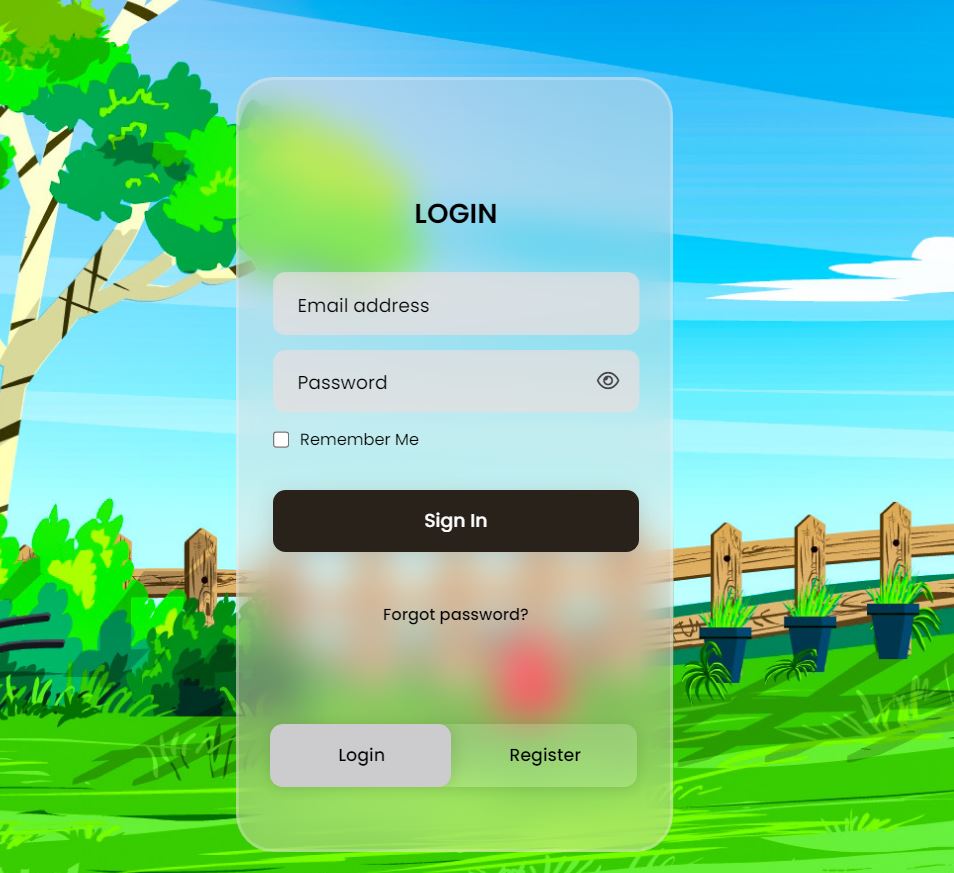 LOGIN
Email address
Password
Remember Me
Sign In
Forgot password?
Login Register